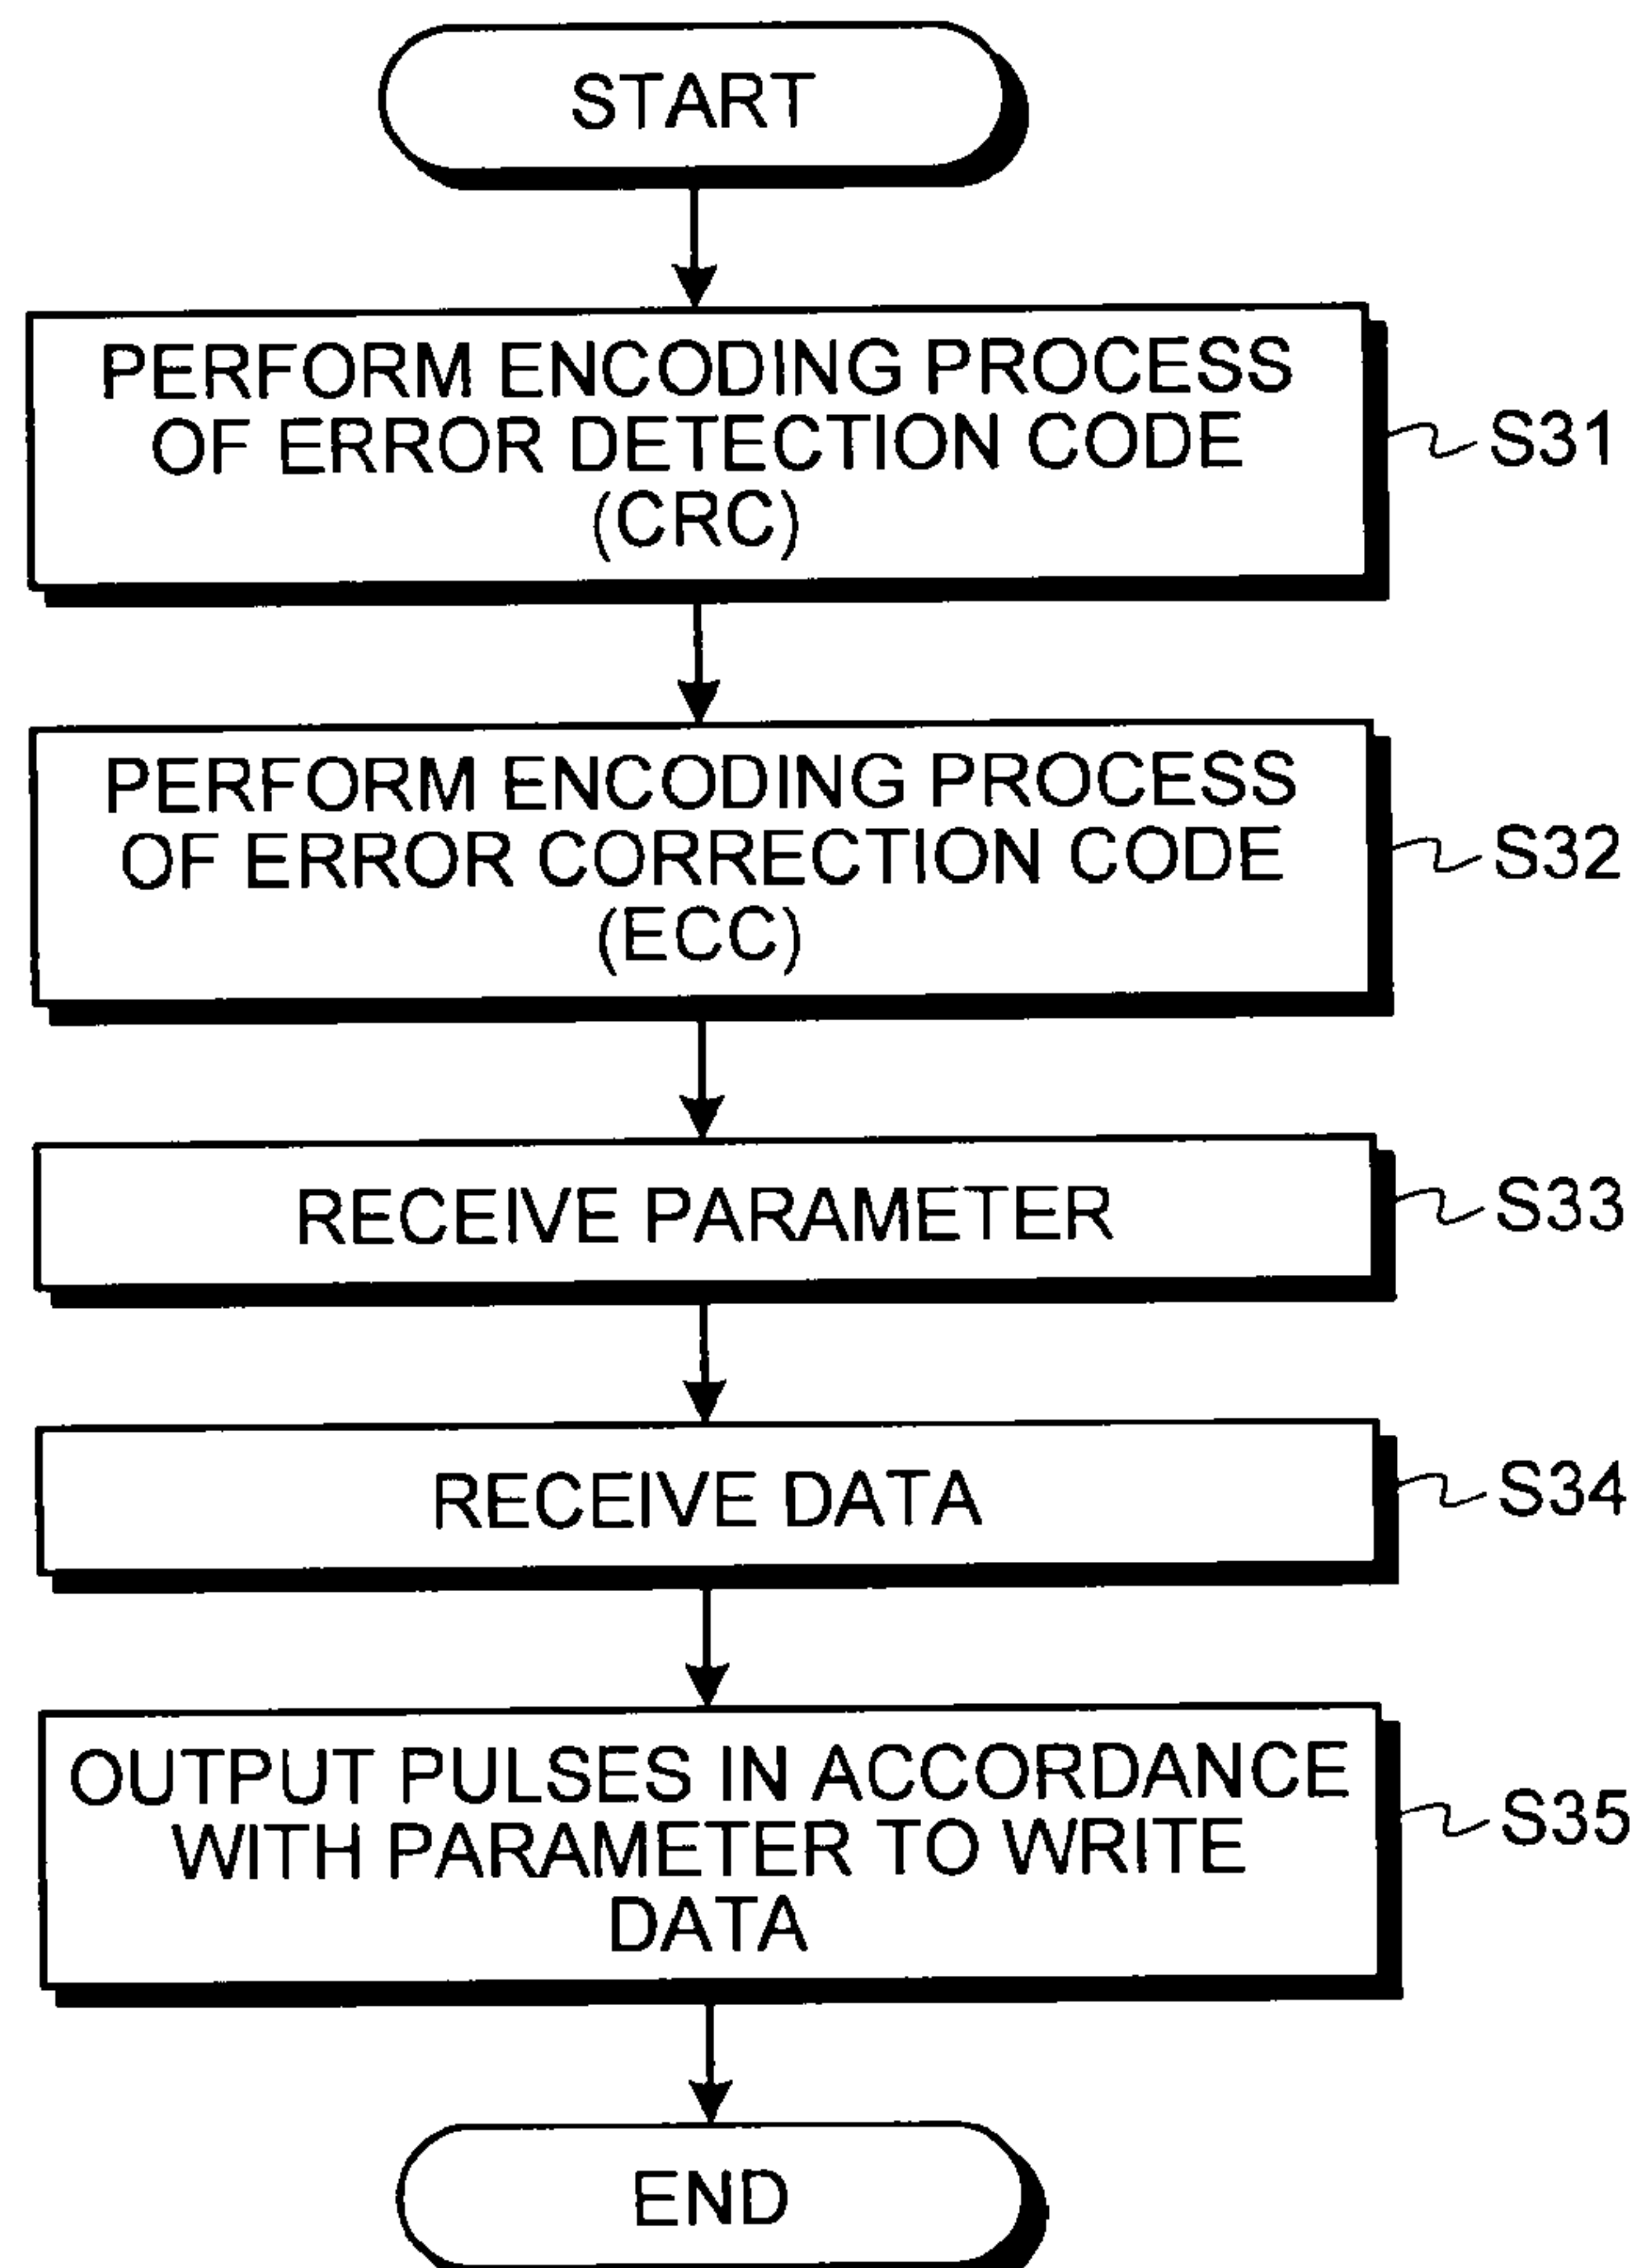 START
PERFORM ENCODING PROCESS
OF ERROR DETECTION CODE
(CRC)
S31
PERFORM ENCODING PROCESS
OF ERROR CORRECTION CODE
(ECC)
S32
RECEIVE PARAMETER
S33
RECEIVE DATA
S34
OUTPUT PULSES IN ACCORDANCE
WITH PARAMETER TO WRITE
DATA
S35
END